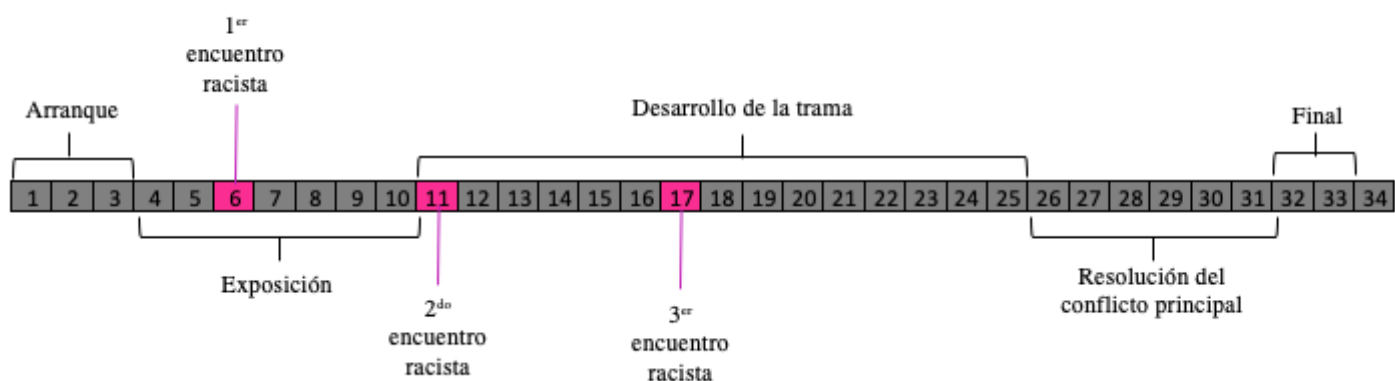 1er
encuentro
racista
Arranque
Desarrollo de la trama
Final
1 2 3 4 5 6 7 8 9 10 11 12 13 14 15 16 17 18 19 20 21 22 23 24 25 26 27 28 29 30 31 32 33 34
Exposición
2do
encuentro
racista
3er
encuentro
racista
Resolución del
conflicto principal